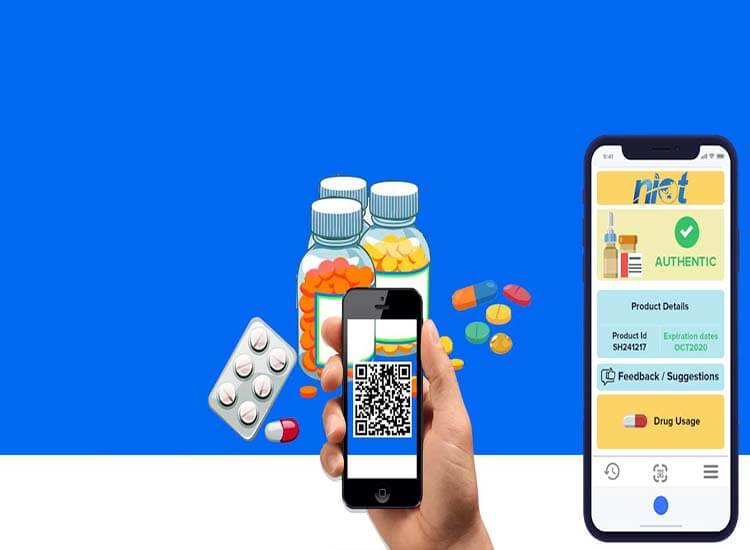 9:41
niot
AUTHENTIC
Product Details
Product Id
SH241217
Expiration dates
OCT2020
Feedback / Suggestions
Drug Usage